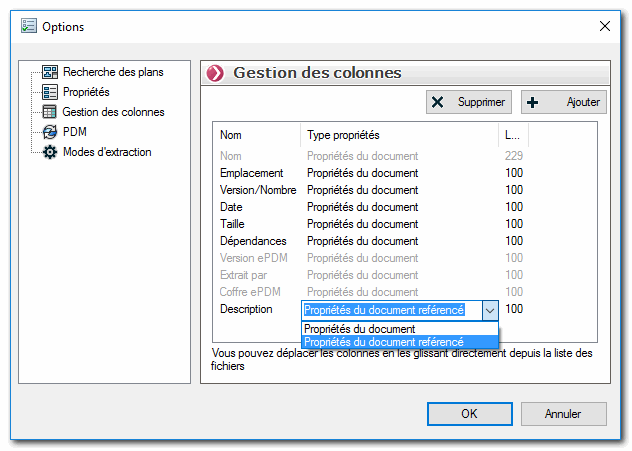 Options
Recherche des plans
Propriétés
Gestion des colonnes
PDM
Modes d'extraction
Gestion des colonnes
Supprimer Ajouter
Nom Type propriétés L...
Nom Propriétés du document 229
Emplacement Propriétés du document 100
Version/Nombre Propriétés du document 100
Date Propriétés du document 100
Taille Propriétés du document 100
Dépendances Propriétés du document 100
Version ePDM Propriétés du document 100
Extrait par Propriétés du document 100
Coffre ePDM Propriétés du document 100
Description Propriétés du document reférencé 100
Propriétés du document
Propriétés du document reférencé
Vous pouvez déplacer les colonnes en les glissant directement depuis la liste des
fichiers
OK Annuler